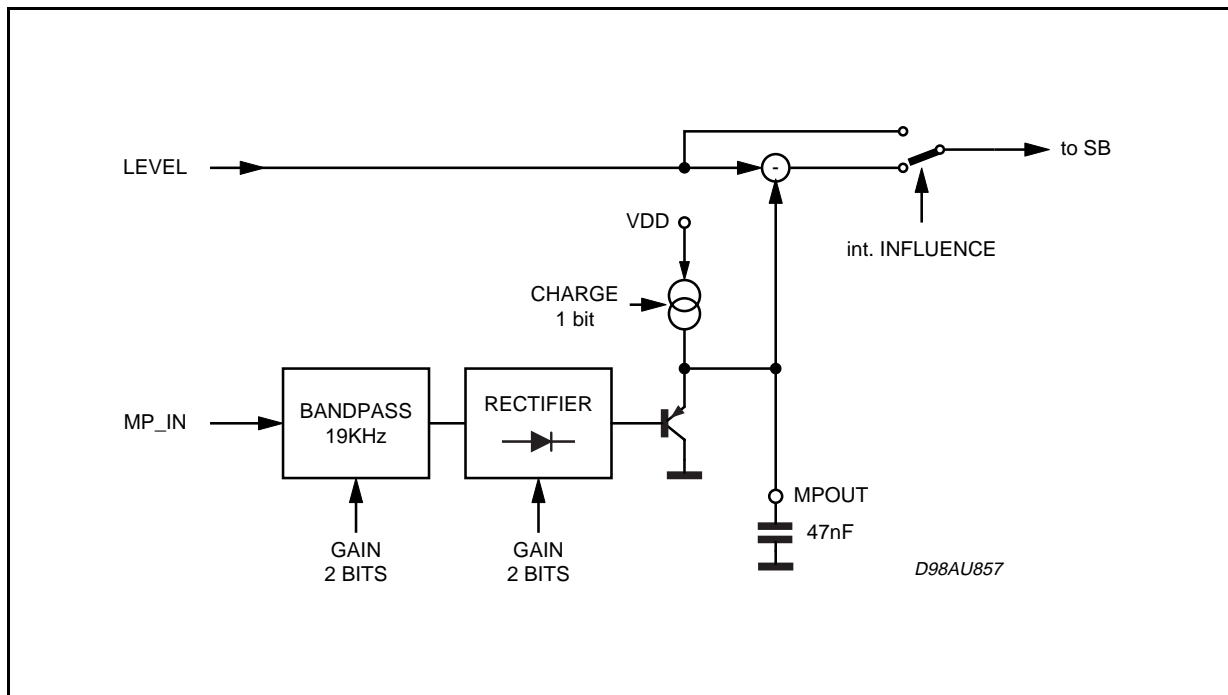 LEVEL
-
to SB
VDD
int. INFLUENCE
CHARGE
1 bit
MP_IN
BANDPASS
19KHz
RECTIFIER
MPOUT
47nF
GAIN
2 BITS
GAIN
2 BITS
D98AU857